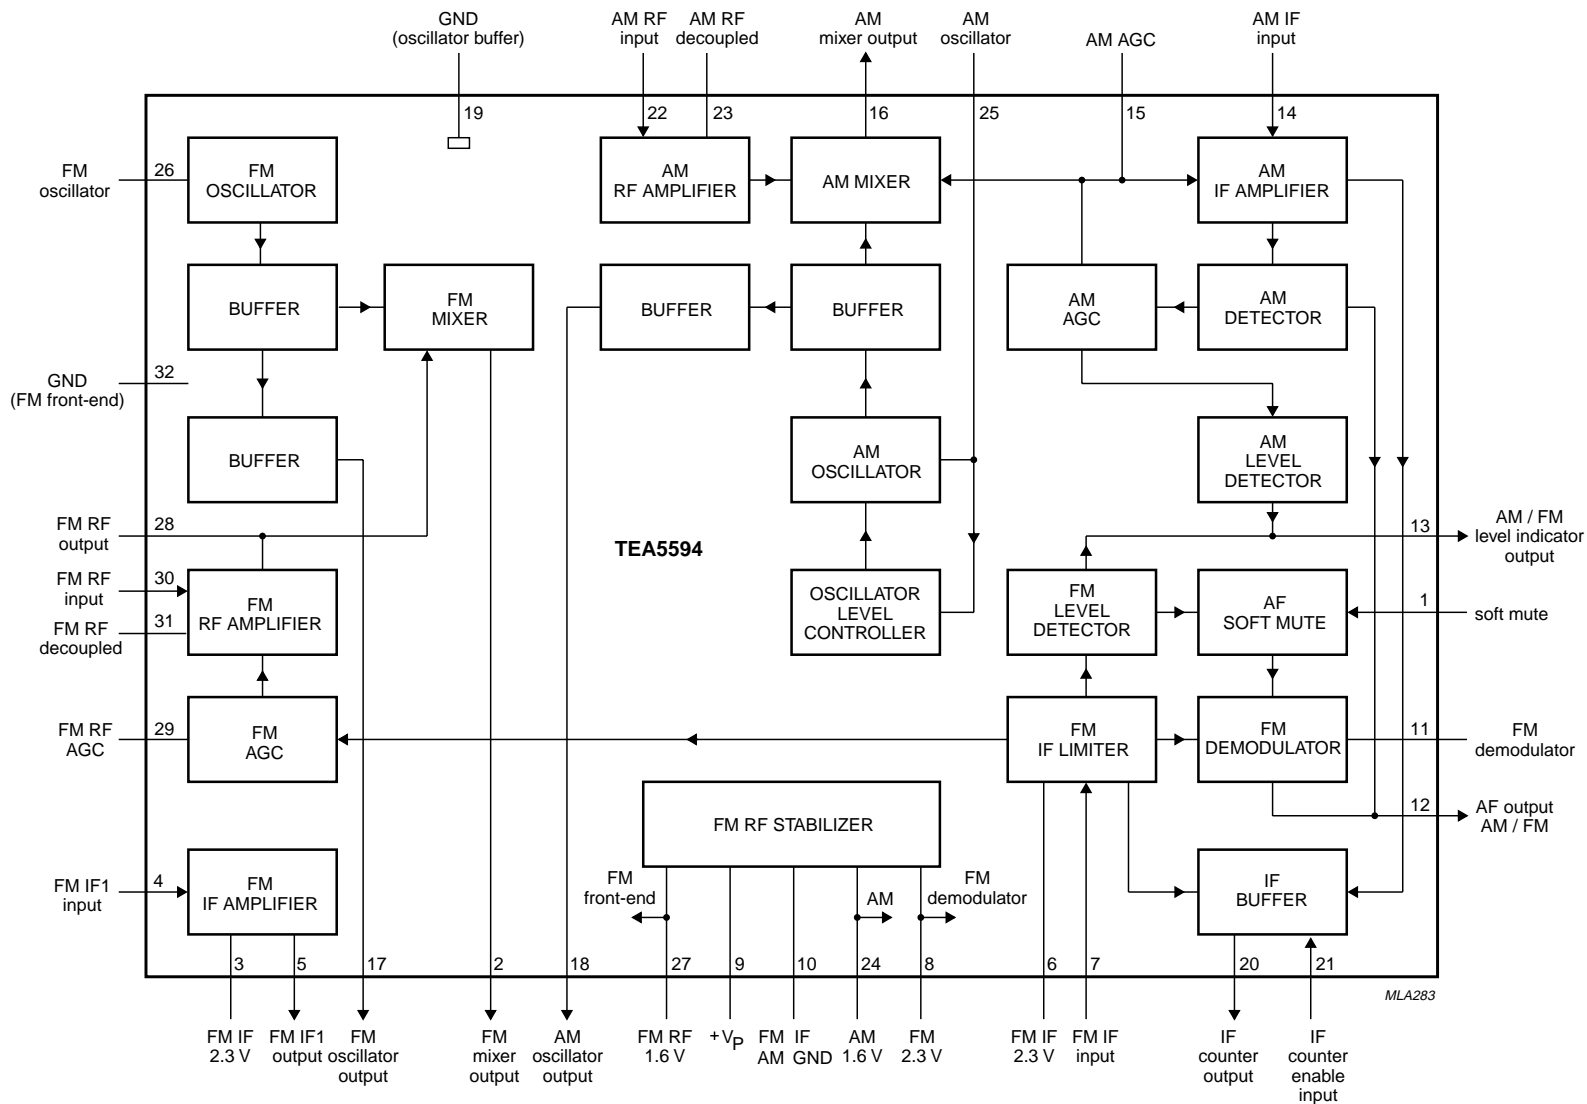 GND
(oscillator buffer)
AM RF
input
AM RF
decoupled
AM
mixer output
AM
oscillator
AM AGC
AM IF
input
19
22
23
16
25
15
14
FM
oscillator
26
FM
OSCILLATOR
AM
RF AMPLIFIER
AM MIXER
AM
IF AMPLIFIER
BUFFER
FM
MIXER
BUFFER
BUFFER
AM
AGC
AM
DETECTOR
GND
(FM front-end)
32
BUFFER
AM
OSCILLATOR
AM
LEVEL
DETECTOR
FM RF
output
28
TEA5594
13
AM / FM
level indicator
output
FM RF
input
30
FM RF
decoupled
31
FM
RF AMPLIFIER
OSCILLATOR
LEVEL
CONTROLLER
FM
LEVEL
DETECTOR
AF
SOFT MUTE
1
soft mute
FM RF
AGC
29
FM
AGC
FM
IF LIMITER
FM
DEMODULATOR
11
FM
demodulator
FM RF STABILIZER
12
AF output
AM / FM
FM IF1
input
4
FM
IF AMPLIFIER
FM
front-end
AM
FM
demodulator
IF
BUFFER
3
5
17
2
18
27
9
10
24
8
6
7
20
21
MLA283
FM IF
2.3 V
FM IF1
output
FM
oscillator
output
FM
mixer
output
AM
oscillator
output
FM RF
1.6 V
+VP
FM IF
AM GND
AM
1.6 V
FM
2.3 V
FM IF
2.3 V
FM IF
input
IF
counter
output
IF
counter
enable
input